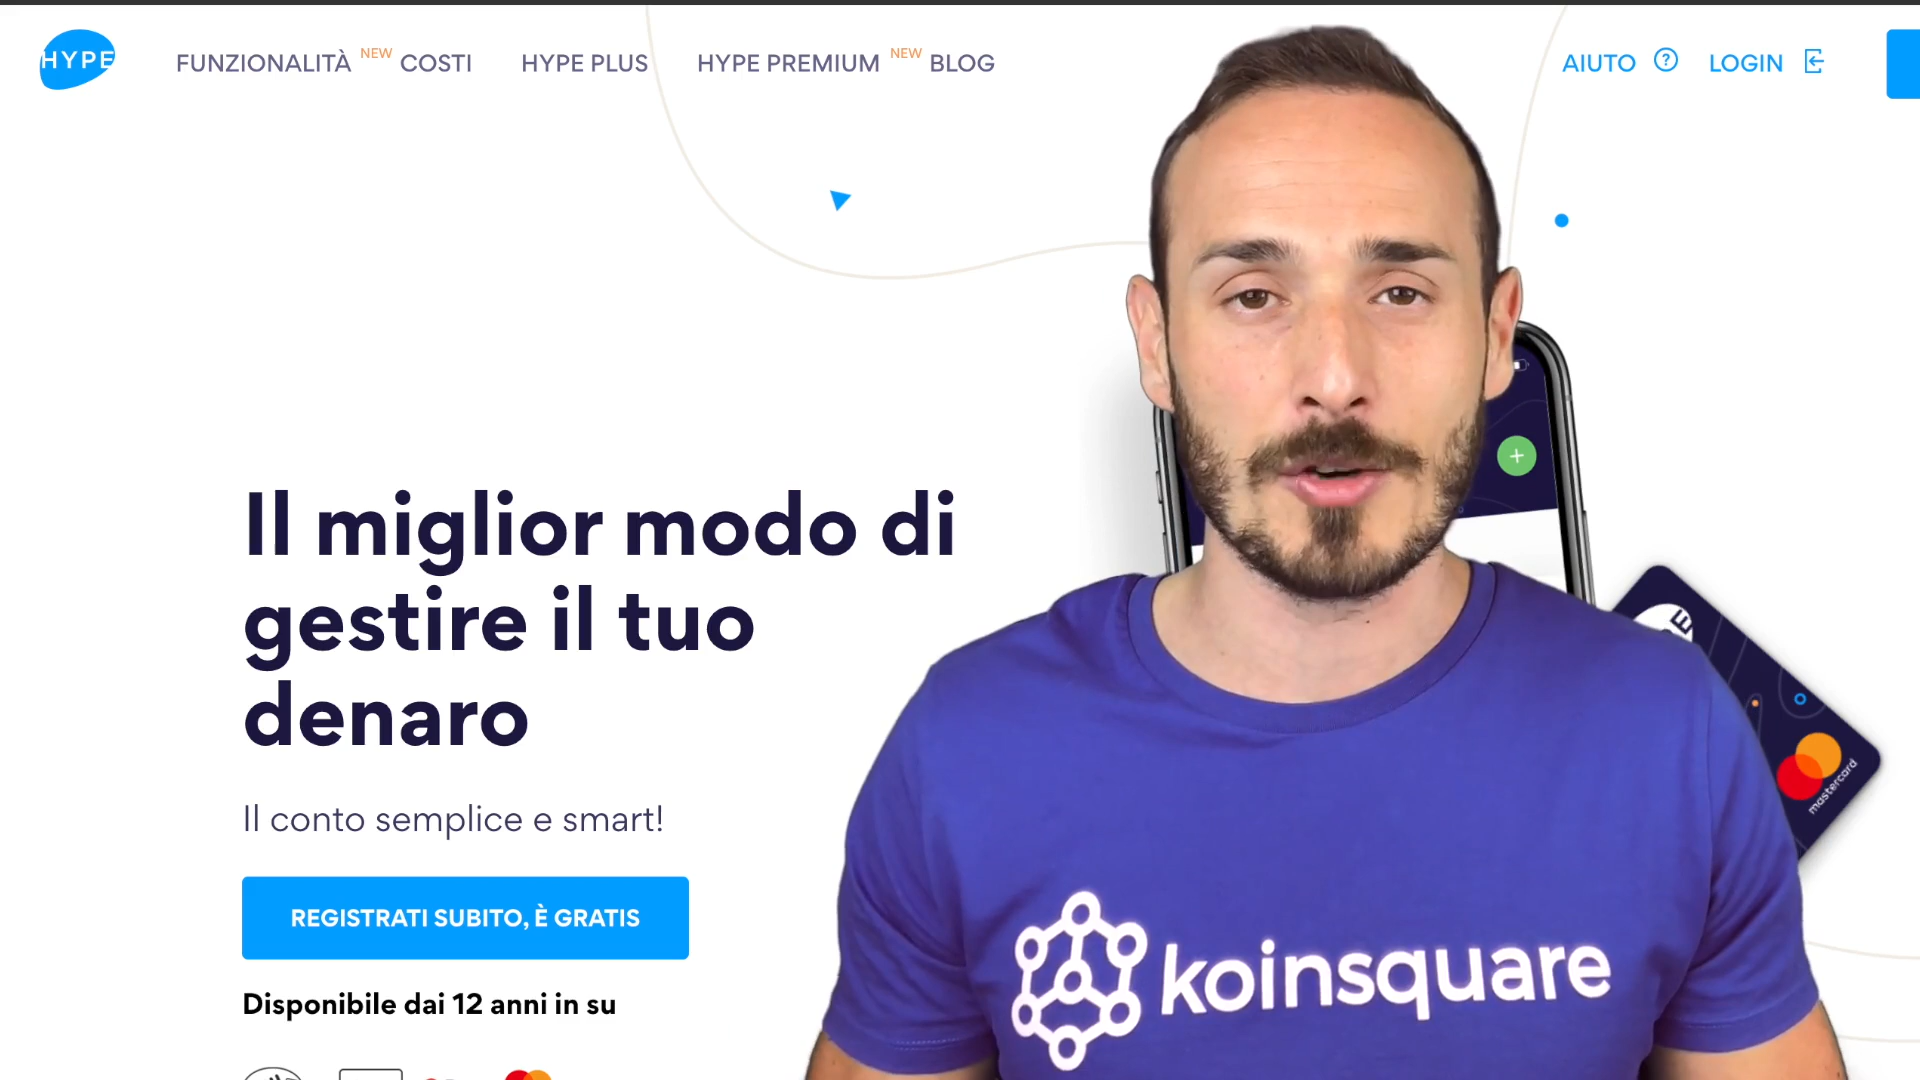 HYPE
FUNZIONALITÀ NEW COSTI HYPE PLUS HYPE PREMIUM NEW BLOG
AIUTO ? LOGIN
Il miglior modo di
gestire il tuo
denaro
Il conto semplice e smart!
REGISTRATI SUBITO, È GRATIS
Disponibile dai 12 anni in su
mastercard
koinsquare